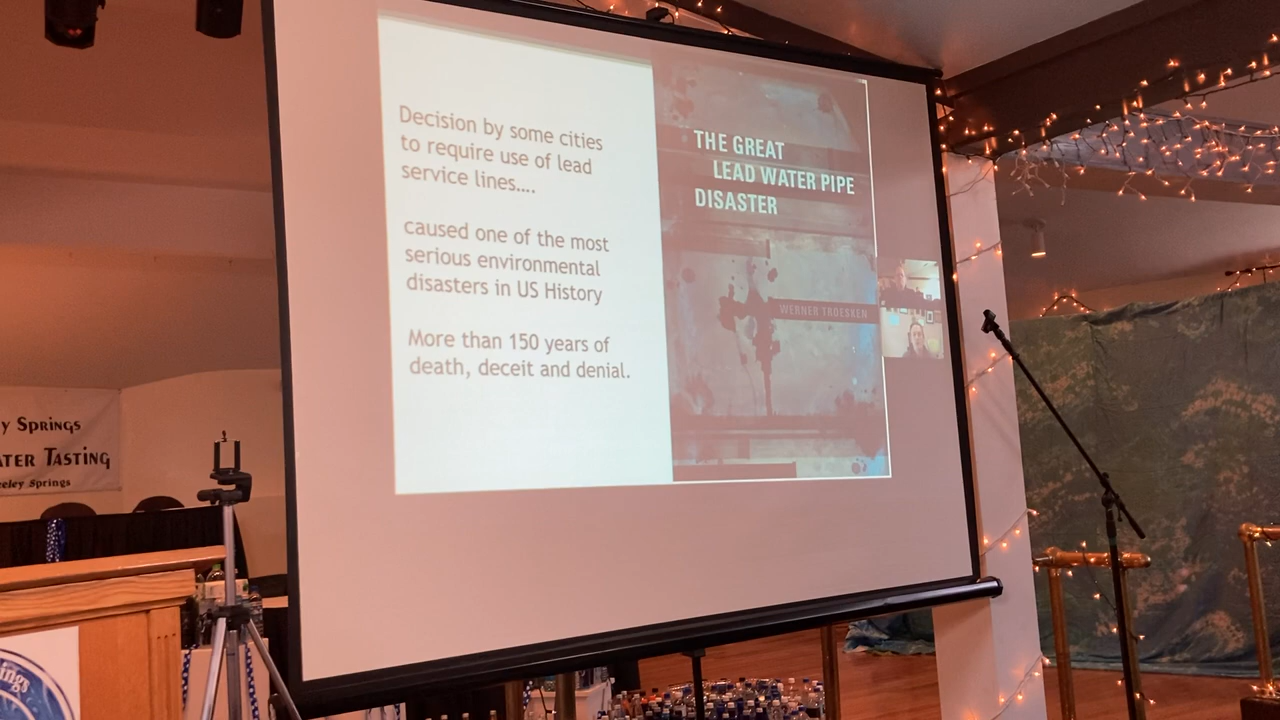 Decision by some cities
to require use of lead
service lines....
caused one of the most
serious environmental
disasters in US History
More than 150 years of
death, deceit and denial.
THE GREAT
LEAD WATER PIPE
DISASTER
WERNER TROESKEN
y Springs
ter Tasting
eley Springs
ings